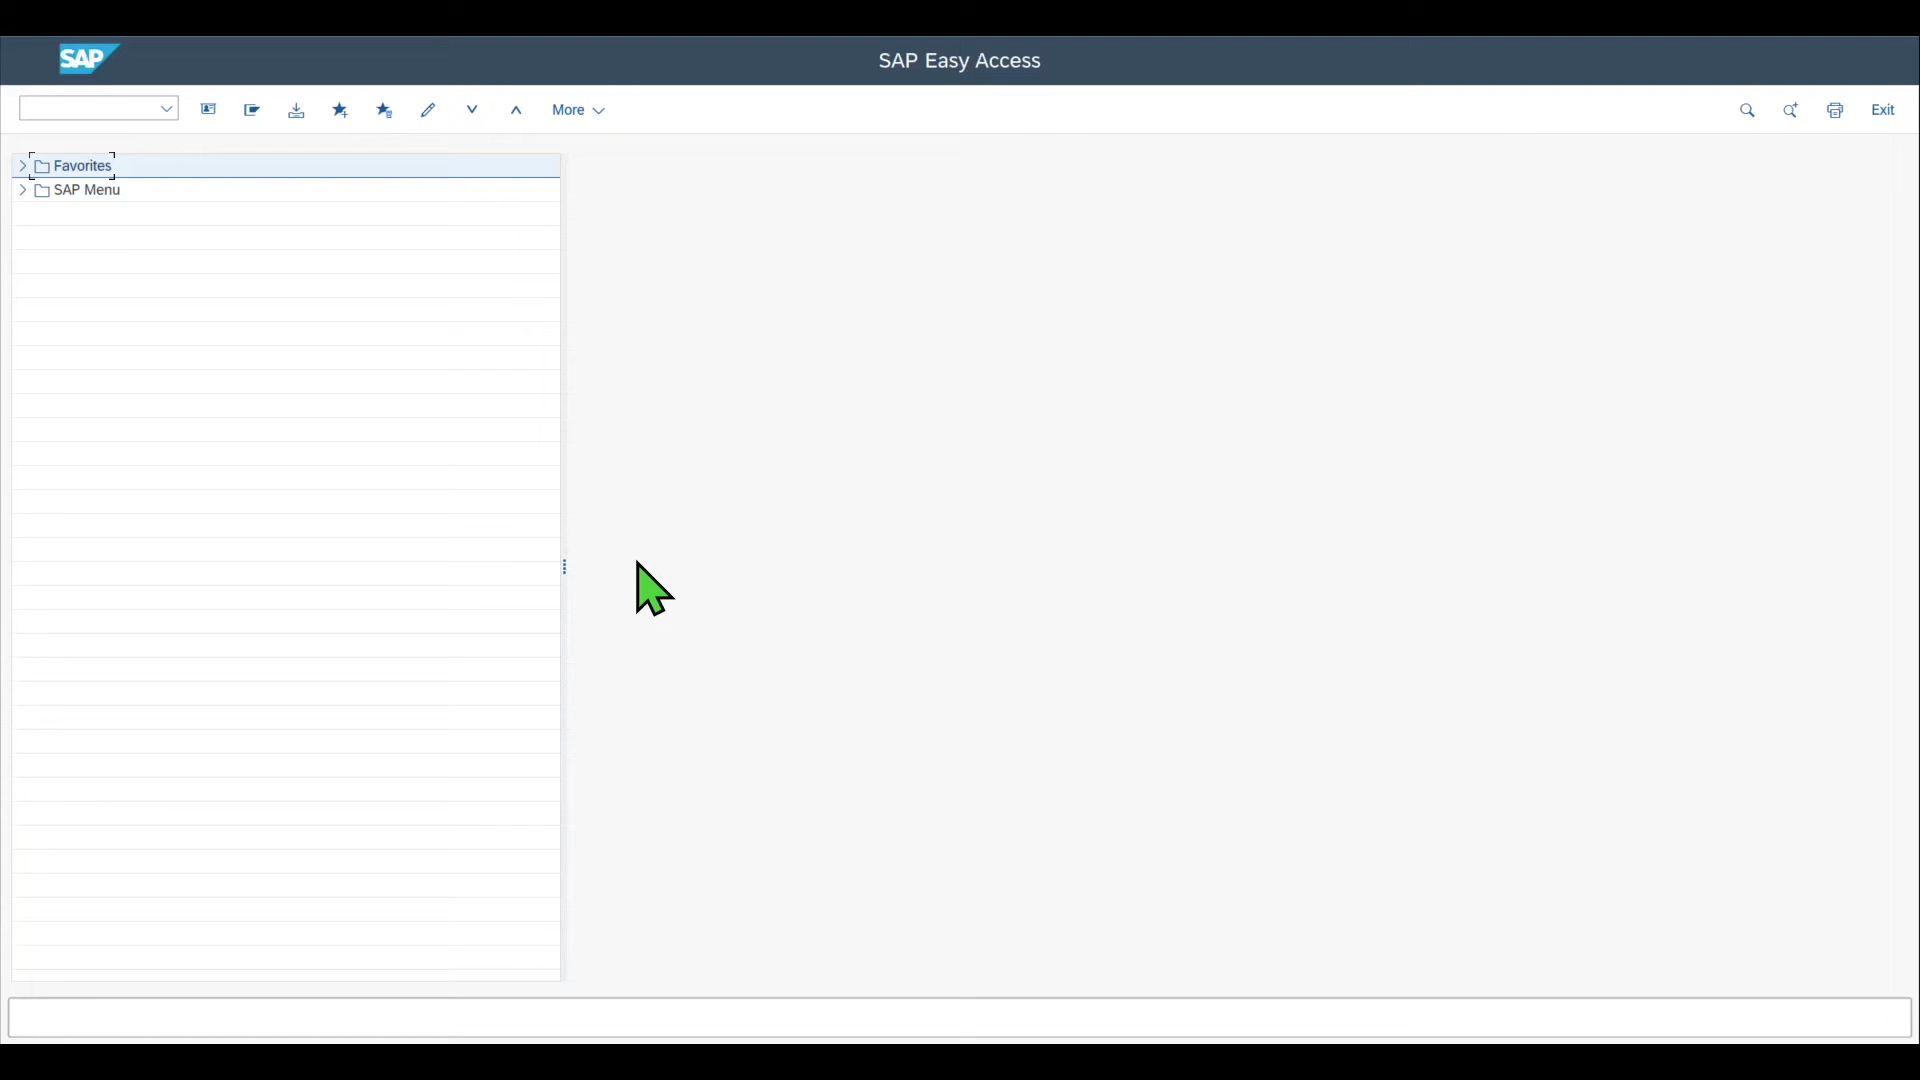 SAP
SAP Easy Access
More
Exit
Favorites
SAP Menu